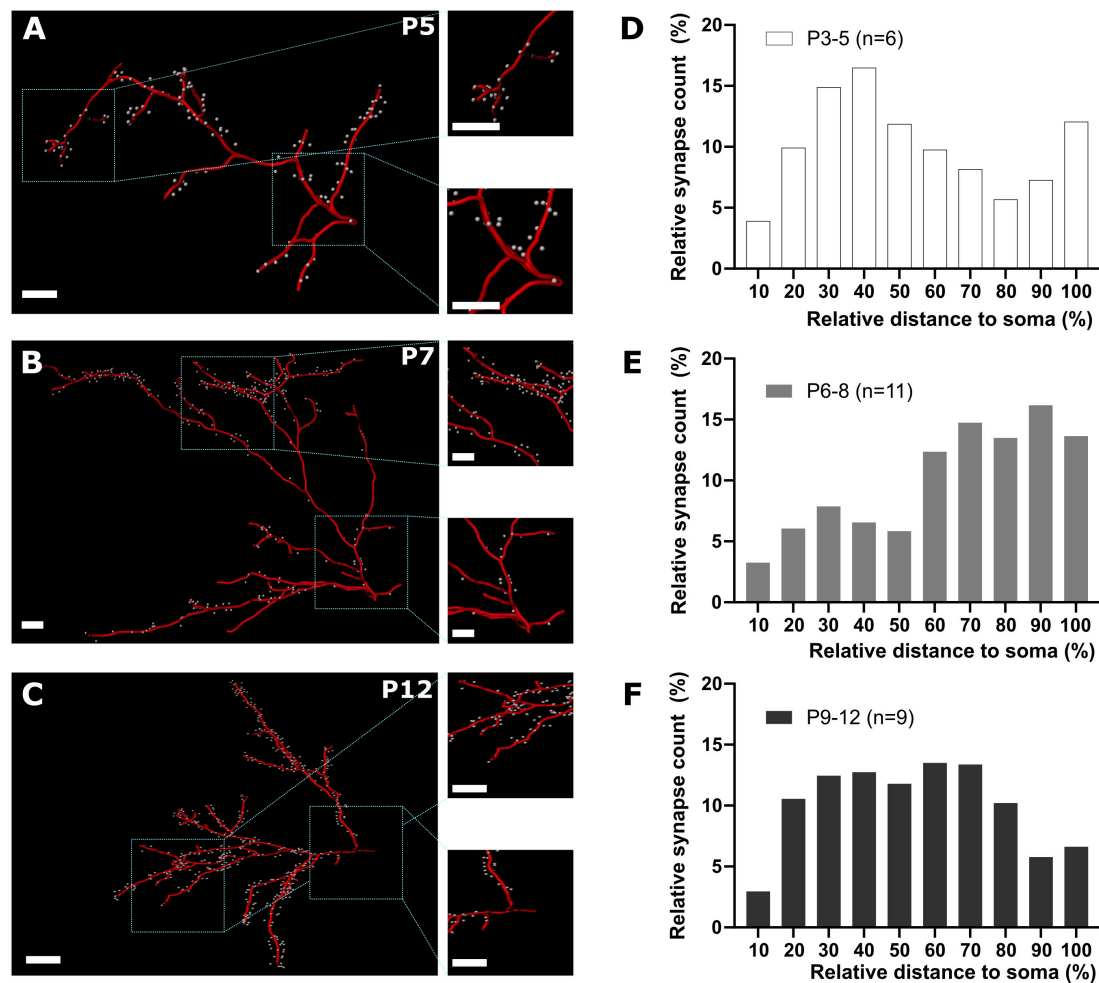 A
P5
D
P3-5 (n=6)
Relative synapse count (%)
20
15
10
5
0
10 20 30 40 50 60 70 80 90 100
Relative distance to soma (%)
B
P7
E
P6-8 (n=11)
Relative synapse count (%)
20
15
10
5
0
10 20 30 40 50 60 70 80 90 100
Relative distance to soma (%)
C
P12
F
P9-12 (n=9)
Relative synapse count (%)
20
15
10
5
0
10 20 30 40 50 60 70 80 90 100
Relative distance to soma (%)